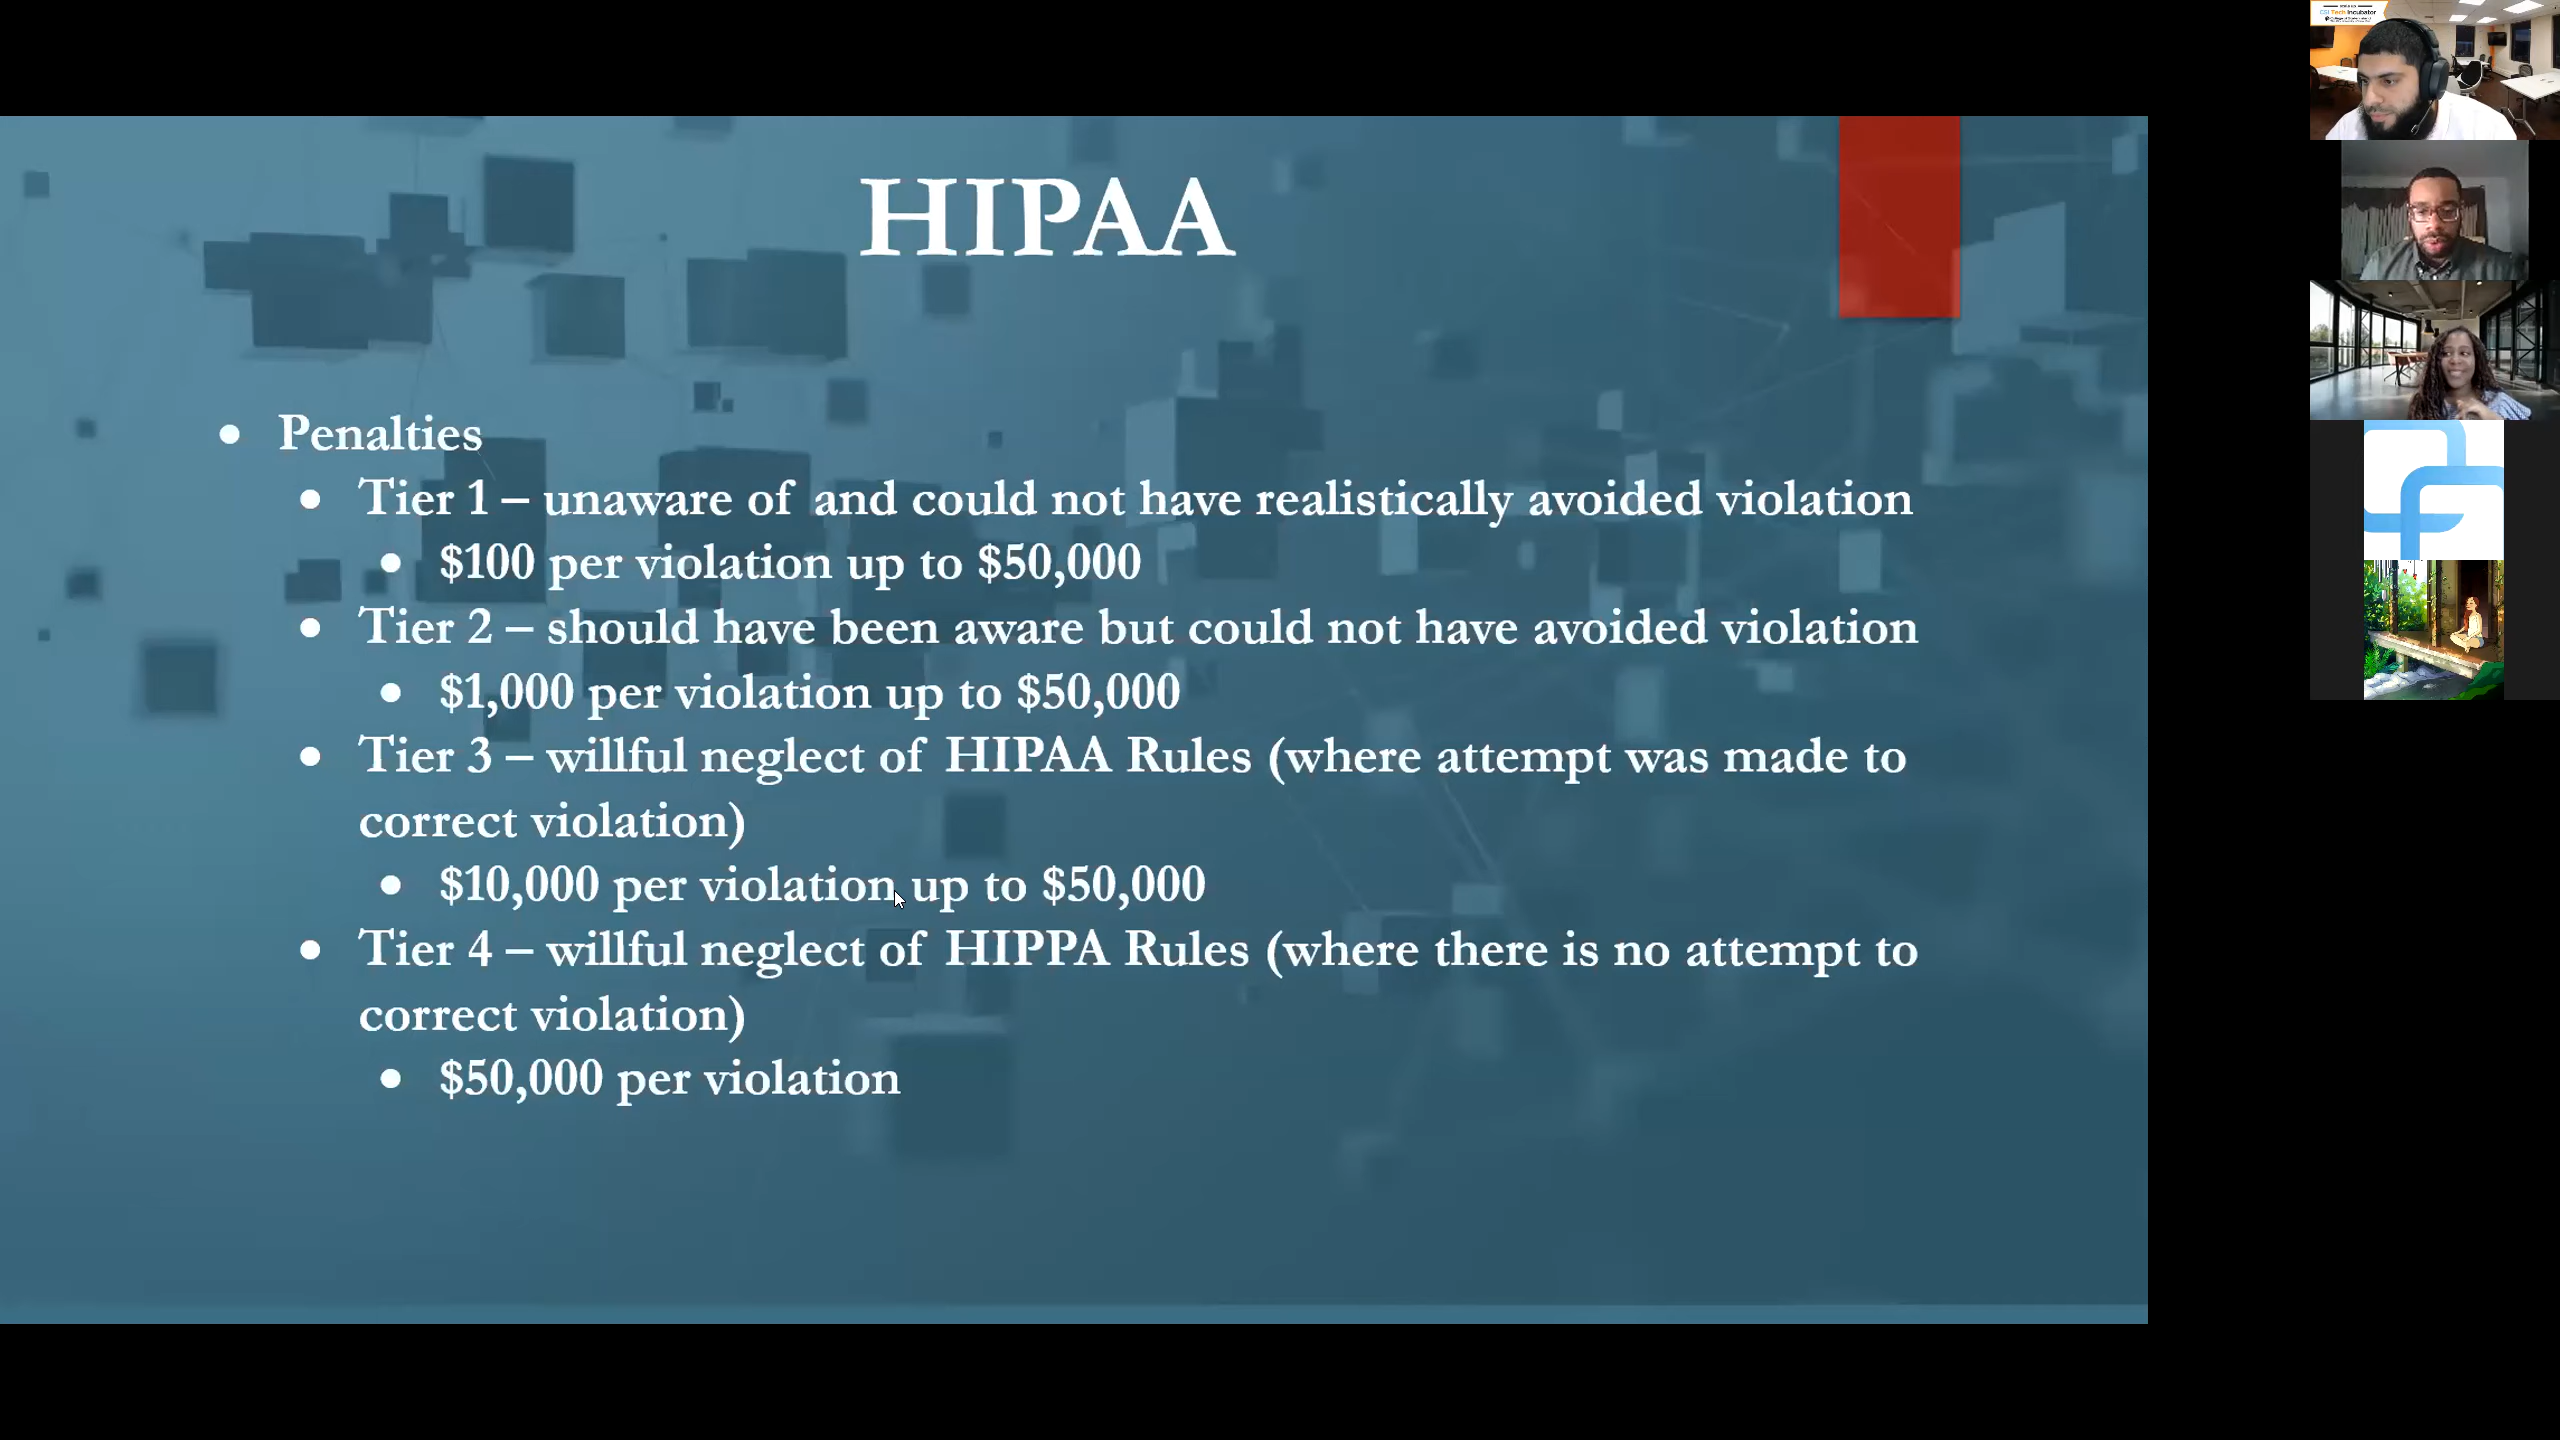 HIPAA
● Penalties
● Tier 1 – unaware of and could not have realistically avoided violation
● $100 per violation up to $50,000
● Tier 2 – should have been aware but could not have avoided violation
● $1,000 per violation up to $50,000
● Tier 3 – willful neglect of HIPAA Rules (where attempt was made to
correct violation)
● $10,000 per violation up to $50,000
● Tier 4 – willful neglect of HIPPA Rules (where there is no attempt to
correct violation)
● $50,000 per violation
CSI Tech Incubator